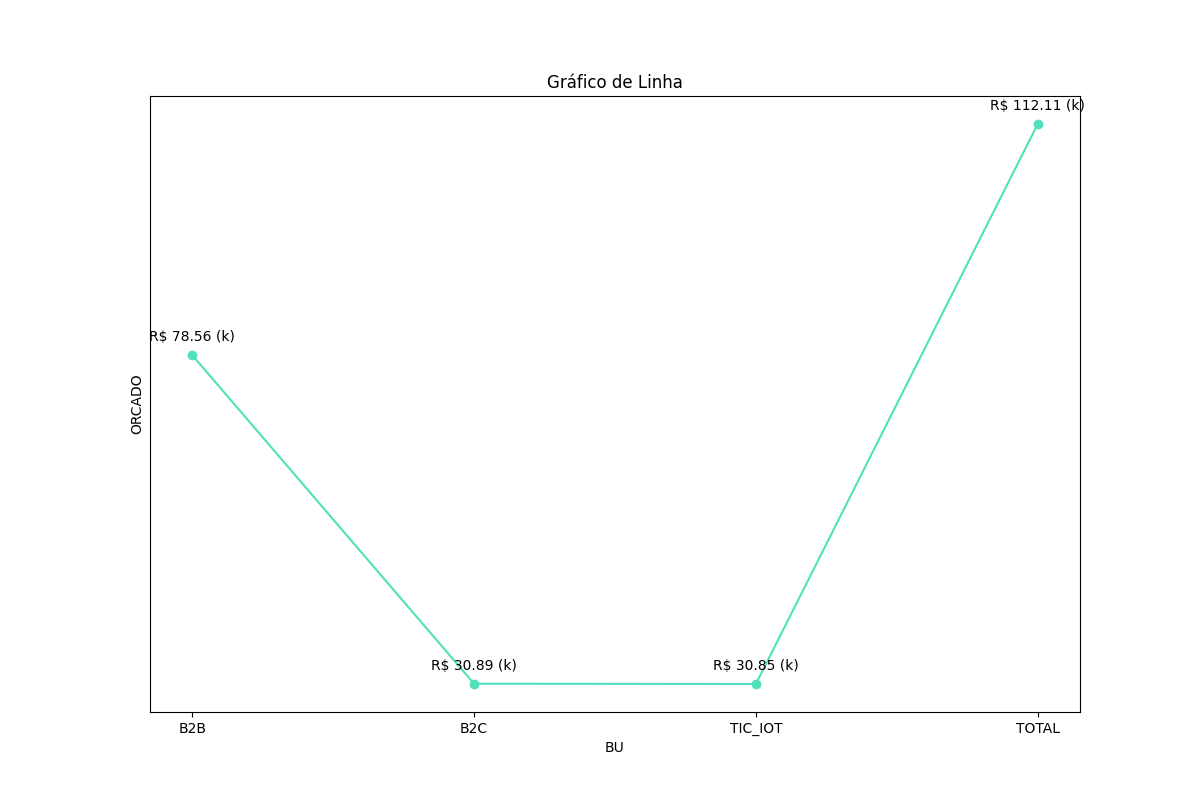 Gráfico de Linha
R$ 112.11 (k)
R$ 78.56 (k)
ORCADO
R$ 30.89 (k)
R$ 30.85 (k)
B2B
B2C
TIC_IOT
TOTAL
BU